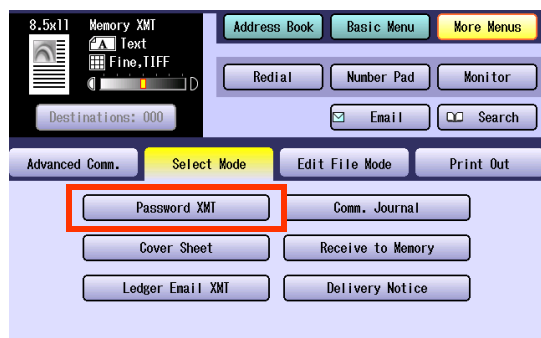 8.5x11 Memory XMT
A Text
Fine,TIFF
D
Destinations: 000
Address Book Basic Menu More Menus
Redial Number Pad Monitor
Email Search
Advanced Comm. Select Mode Edit File Mode Print Out
Password XMT Comm. Journal
Cover Sheet Receive to Memory
Ledger Email XMT Delivery Notice